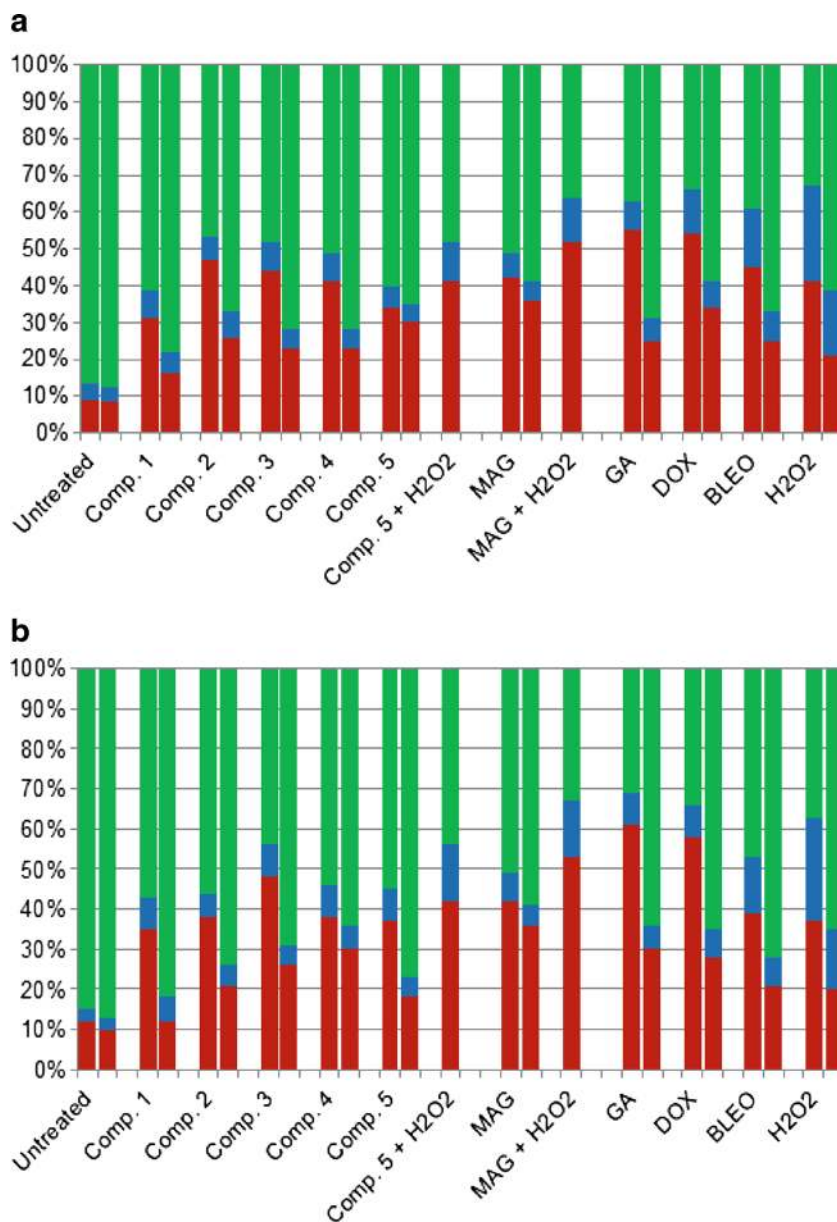 a
100%
90%
80%
70%
60%
50%
40%
30%
20%
10%
0%
Untreated
Comp. 1
Comp. 2
Comp. 3
Comp. 4
Comp. 5
Comp. 5 + H2O2
MAG
MAG + H2O2
GA
DOX
BLEO
H2O2
b
100%
90%
80%
70%
60%
50%
40%
30%
20%
10%
0%
Untreated
Comp. 1
Comp. 2
Comp. 3
Comp. 4
Comp. 5
Comp. 5 + H2O2
MAG
MAG + H2O2
GA
DOX
BLEO
H2O2